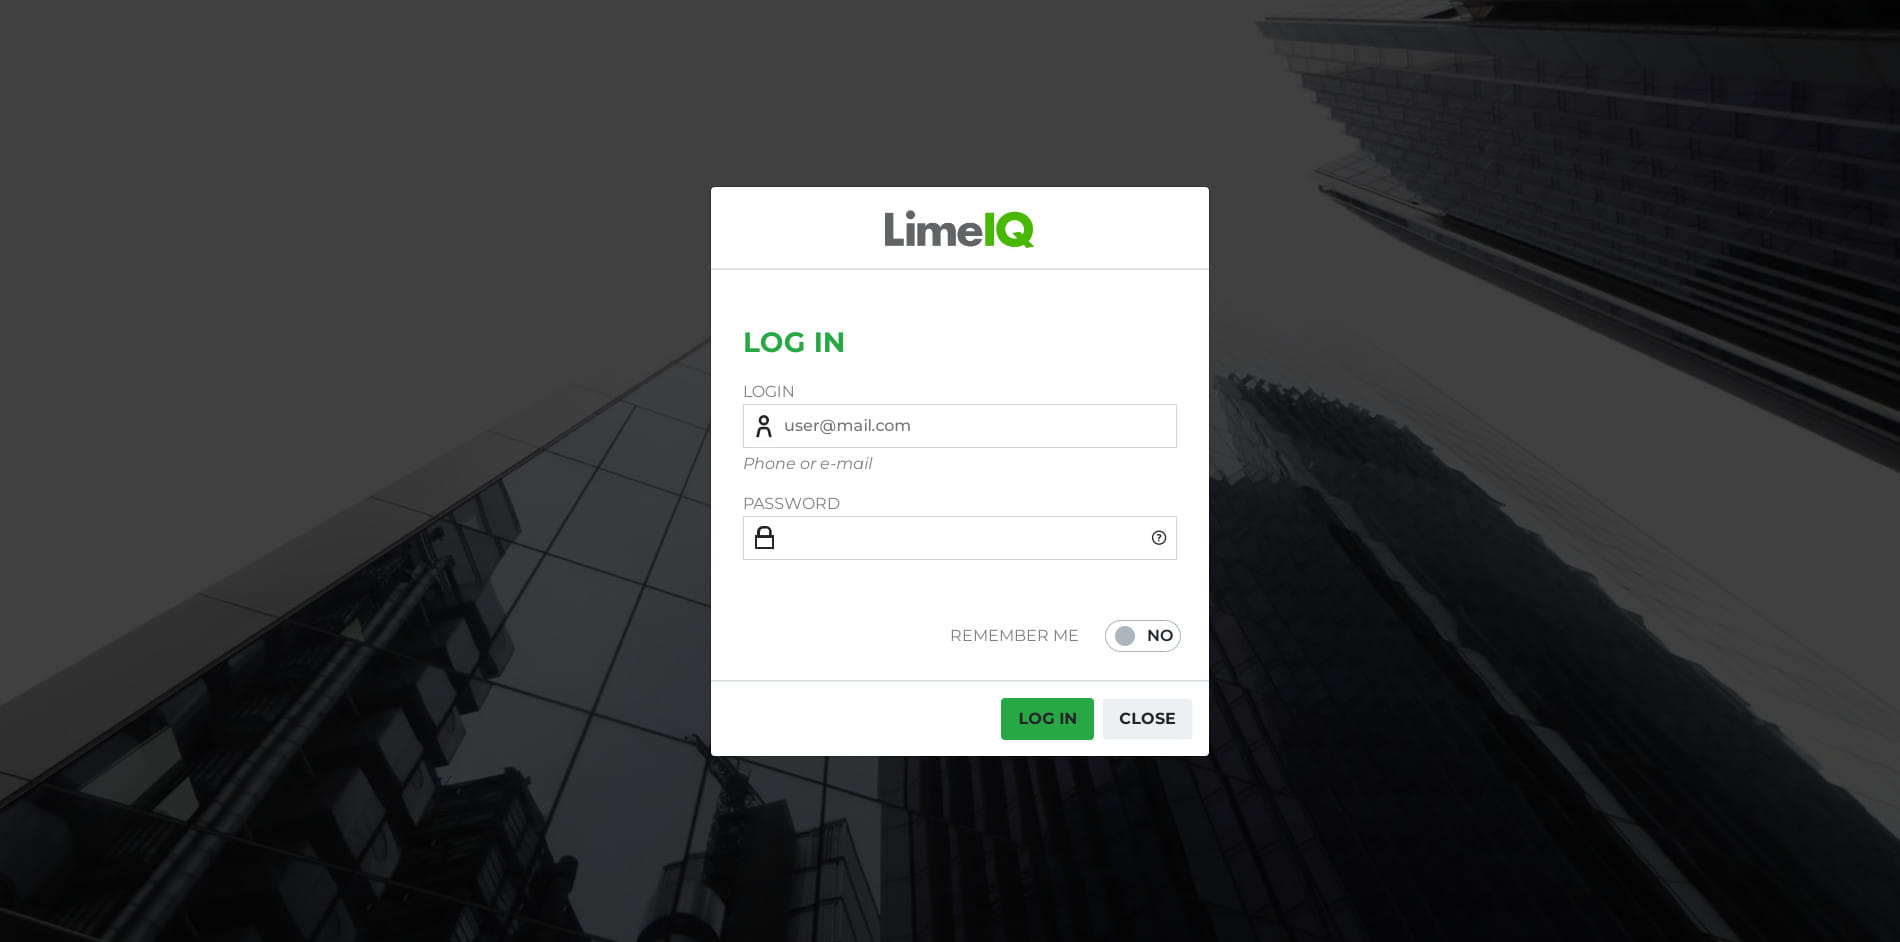 LimeIQ
LOG IN
LOGIN
user@mail.com
Phone or e-mail
PASSWORD
?
REMEMBER ME NO
LOG IN CLOSE